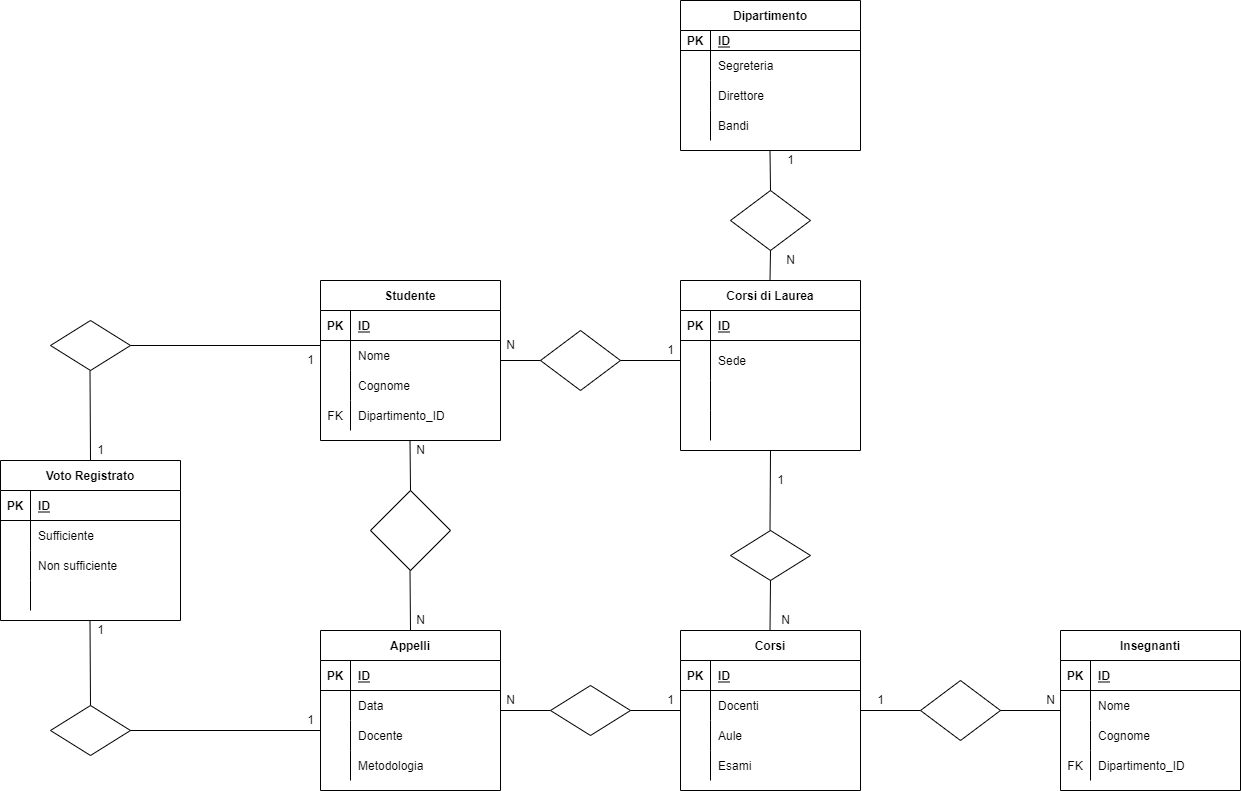 Dipartimento
PK ID
Segreteria
Direttore
Bandi
1
N
Studente
PK ID
Nome
Cognome
FK Dipartimento_ID
N
1
Corsi di Laurea
PK ID
Sede
1
1
Voto Registrato
PK ID
Sufficiente
Non sufficiente
1
N
N
1
N
Appelli
PK ID
Data
Docente
Metodologia
1
N
1
Corsi
PK ID
Docenti
Aule
Esami
1
N
Insegnanti
PK ID
Nome
Cognome
FK Dipartimento_ID